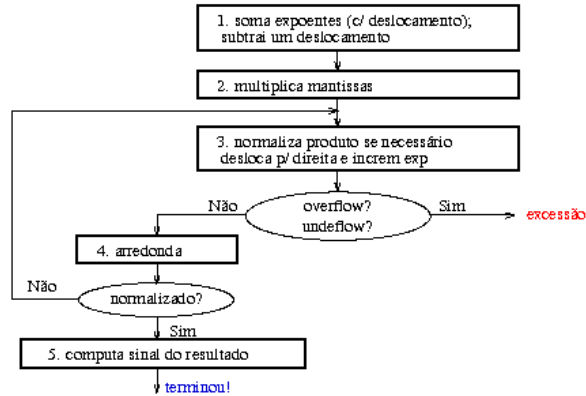 1. soma expoentes (c/ deslocamento);
subtrai um deslocamento
2. multiplica mantissas
3. normaliza produto se necessário
desloca p/ direita e increm exp
overflow?
undeflow?
Não
Sim
excessão
4. arredonda
Não
normalizado?
Sim
5. computa sinal do resultado
terminou!